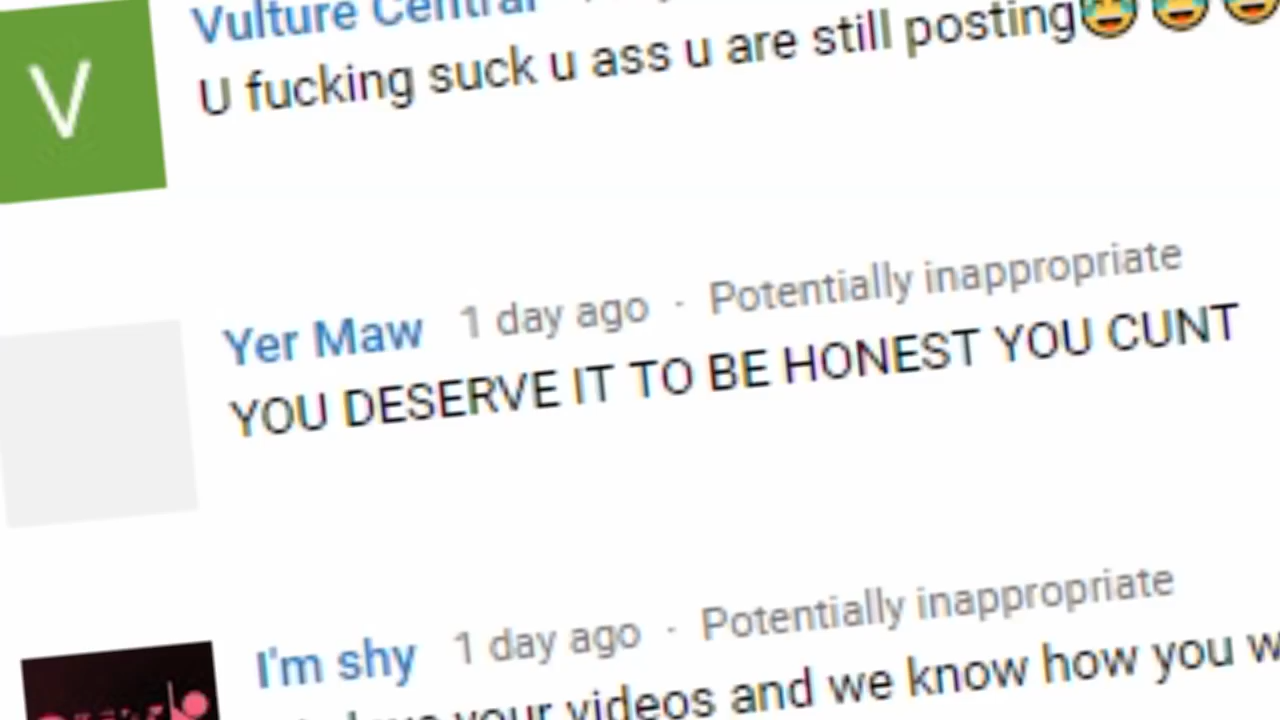 V
Vulture Central
U fucking suck u ass u are still posting😂😂😂
Yer Maw 1 day ago · Potentially inappropriate
YOU DESERVE IT TO BE HONEST YOU CUNT
I'm shy 1 day ago · Potentially inappropriate
your videos and we know how you